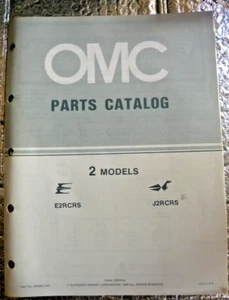 OMC
PARTS CATALOG
2 MODELS
E2RCRS
J2RCRS